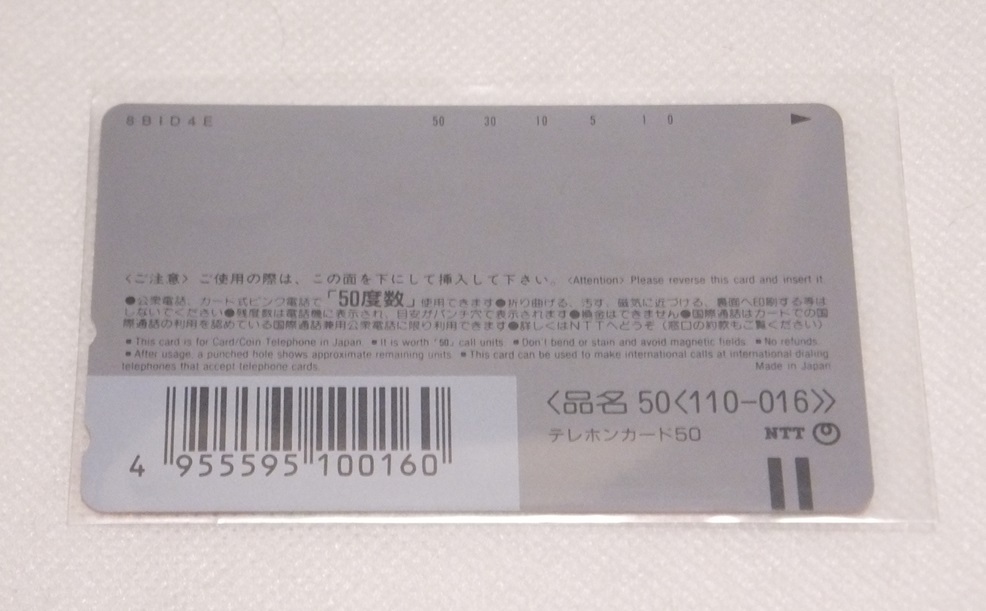 8BID4E 50 30 10 5 1 0
〈ご注意〉ご使用の際は、この面を下にして挿入して下さい。〈Attention〉Please reverse this card and insert it.
●公衆電話、カード式ピンク電話で「50度数」使用できます●折り曲げる、汚す、磁気に近づける、裏面へ印刷する等は
しないでください●残度数は電話機に表示され、目安がパンチ穴で表示されます●換金はできません●国際通話はカードでの国
際通話の利用を認めている国際通話兼用公衆電話に限り利用できます●詳しくはNTTへどうぞ（窓口の約款もご覧ください）
■This card is for Card/Coin Telephone in Japan. ■It is worth「50」call units. ■Don't bend or stain and avoid magnetic fields. ■No refunds.
■After usage, a punched hole shows approximate remaining units. ■This card can be used to make international calls at international dialing
telephones that accept telephone cards. Made in Japan
〈品名 50〈110-016〉〉
テレホンカード50 NTT
4 955595 100160